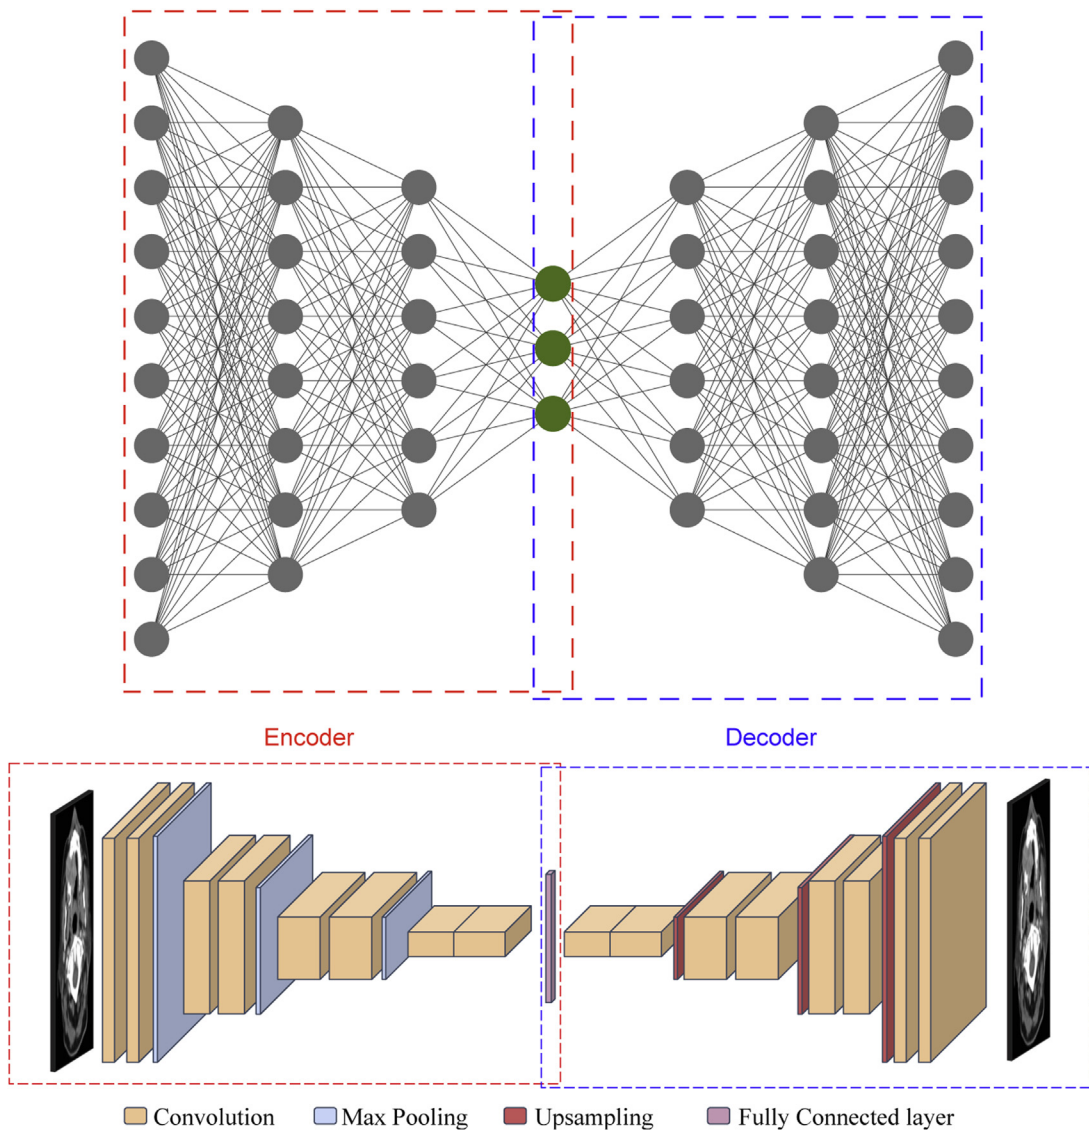 Encoder
Decoder
Convolution
Max Pooling
Upsampling
Fully Connected layer